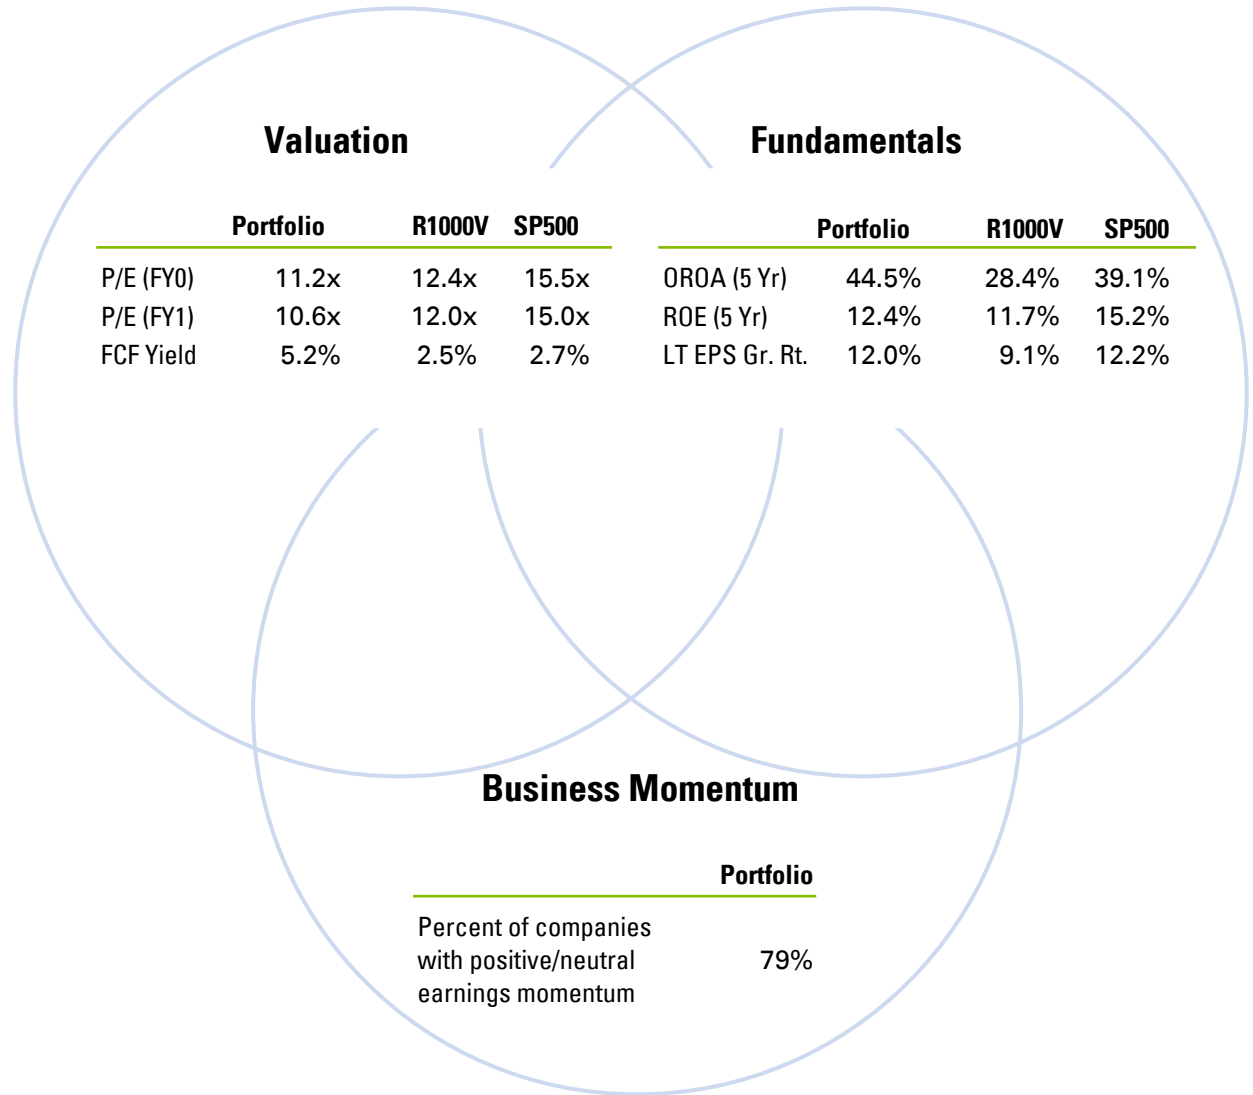 Valuation
Portfolio R1000V SP500
P/E (FY0) 11.2x 12.4x 15.5x
P/E (FY1) 10.6x 12.0x 15.0x
FCF Yield 5.2% 2.5% 2.7%
Fundamentals
Portfolio R1000V SP500
OROA (5 Yr) 44.5% 28.4% 39.1%
ROE (5 Yr) 12.4% 11.7% 15.2%
LT EPS Gr. Rt. 12.0% 9.1% 12.2%
Business Momentum
Portfolio
Percent of companies
with positive/neutral 79%
earnings momentum